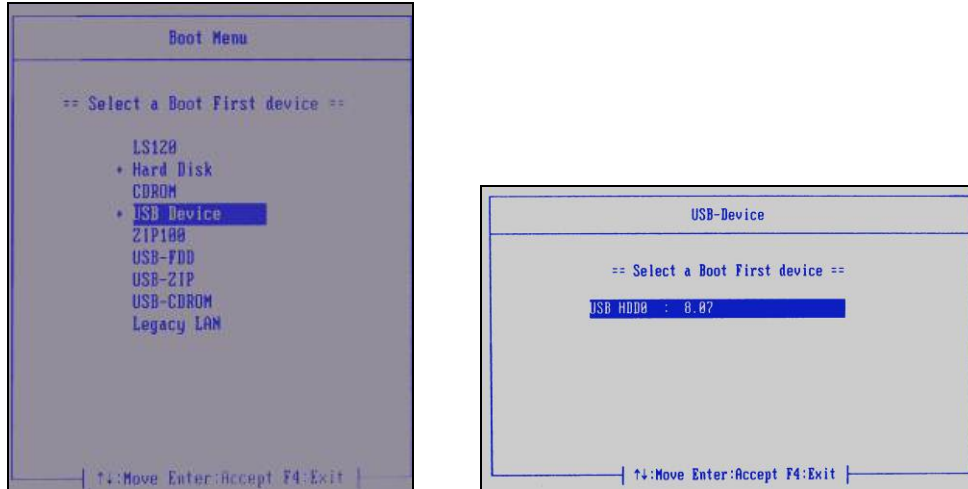 Boot Menu
== Select a Boot First device ==
LS120
+ Hard Disk
CDROM
+ USB Device
ZIP100
USB-FDD
USB-ZIP
USB-CDROM
Legacy LAN
↑↓:Move Enter:Accept F4:Exit
USB-Device
== Select a Boot First device ==
USB HDD0 : 8.07
↑↓:Move Enter:Accept F4:Exit